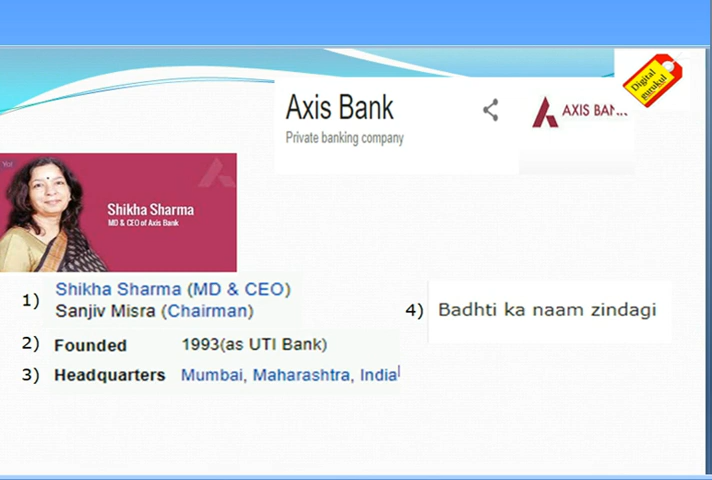 Digital
gurukul
Axis Bank
Private banking company
AXIS BAN
Shikha Sharma
MD & CEO of Axis Bank
1) Shikha Sharma (MD & CEO)
Sanjiv Misra (Chairman)
4) Badhti ka naam zindagi
2) Founded 1993(as UTI Bank)
3) Headquarters Mumbai, Maharashtra, India